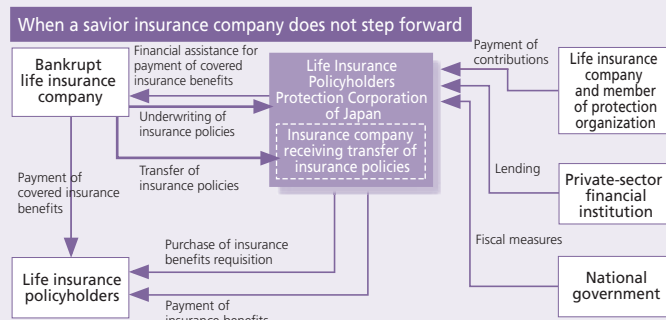 When a savior insurance company does not step forward
Bankrupt
life insurance
company
Financial assistance for
payment of covered
insurance benefits
Underwriting of
insurance policies
Transfer of
insurance policies
Life Insurance
Policyholders
Protection Corporation
of Japan
Insurance company
receiving transfer of
insurance policies
Payment of
contributions
Life insurance
company
and member
of protection
organization
Lending
Private-sector
financial
institution
Fiscal measures
National
government
Payment of
covered insurance
benefits
Purchase of insurance
benefits requisition
Life insurance
policyholders
Payment of
insurance benefits